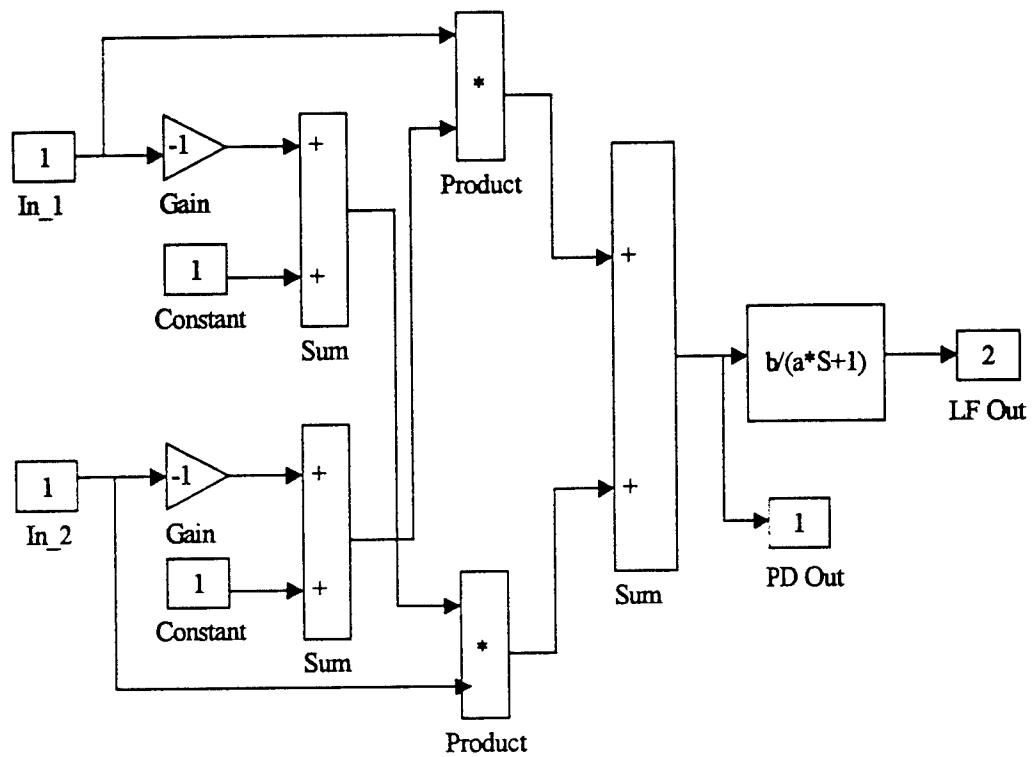 *
Product
1
In_1
-1
Gain
+
+
1
Constant
Sum
+
+
Sum
b/(a*S+1)
2
LF Out
1
PD Out
1
In_2
-1
Gain
+
+
1
Constant
Sum
*
Product